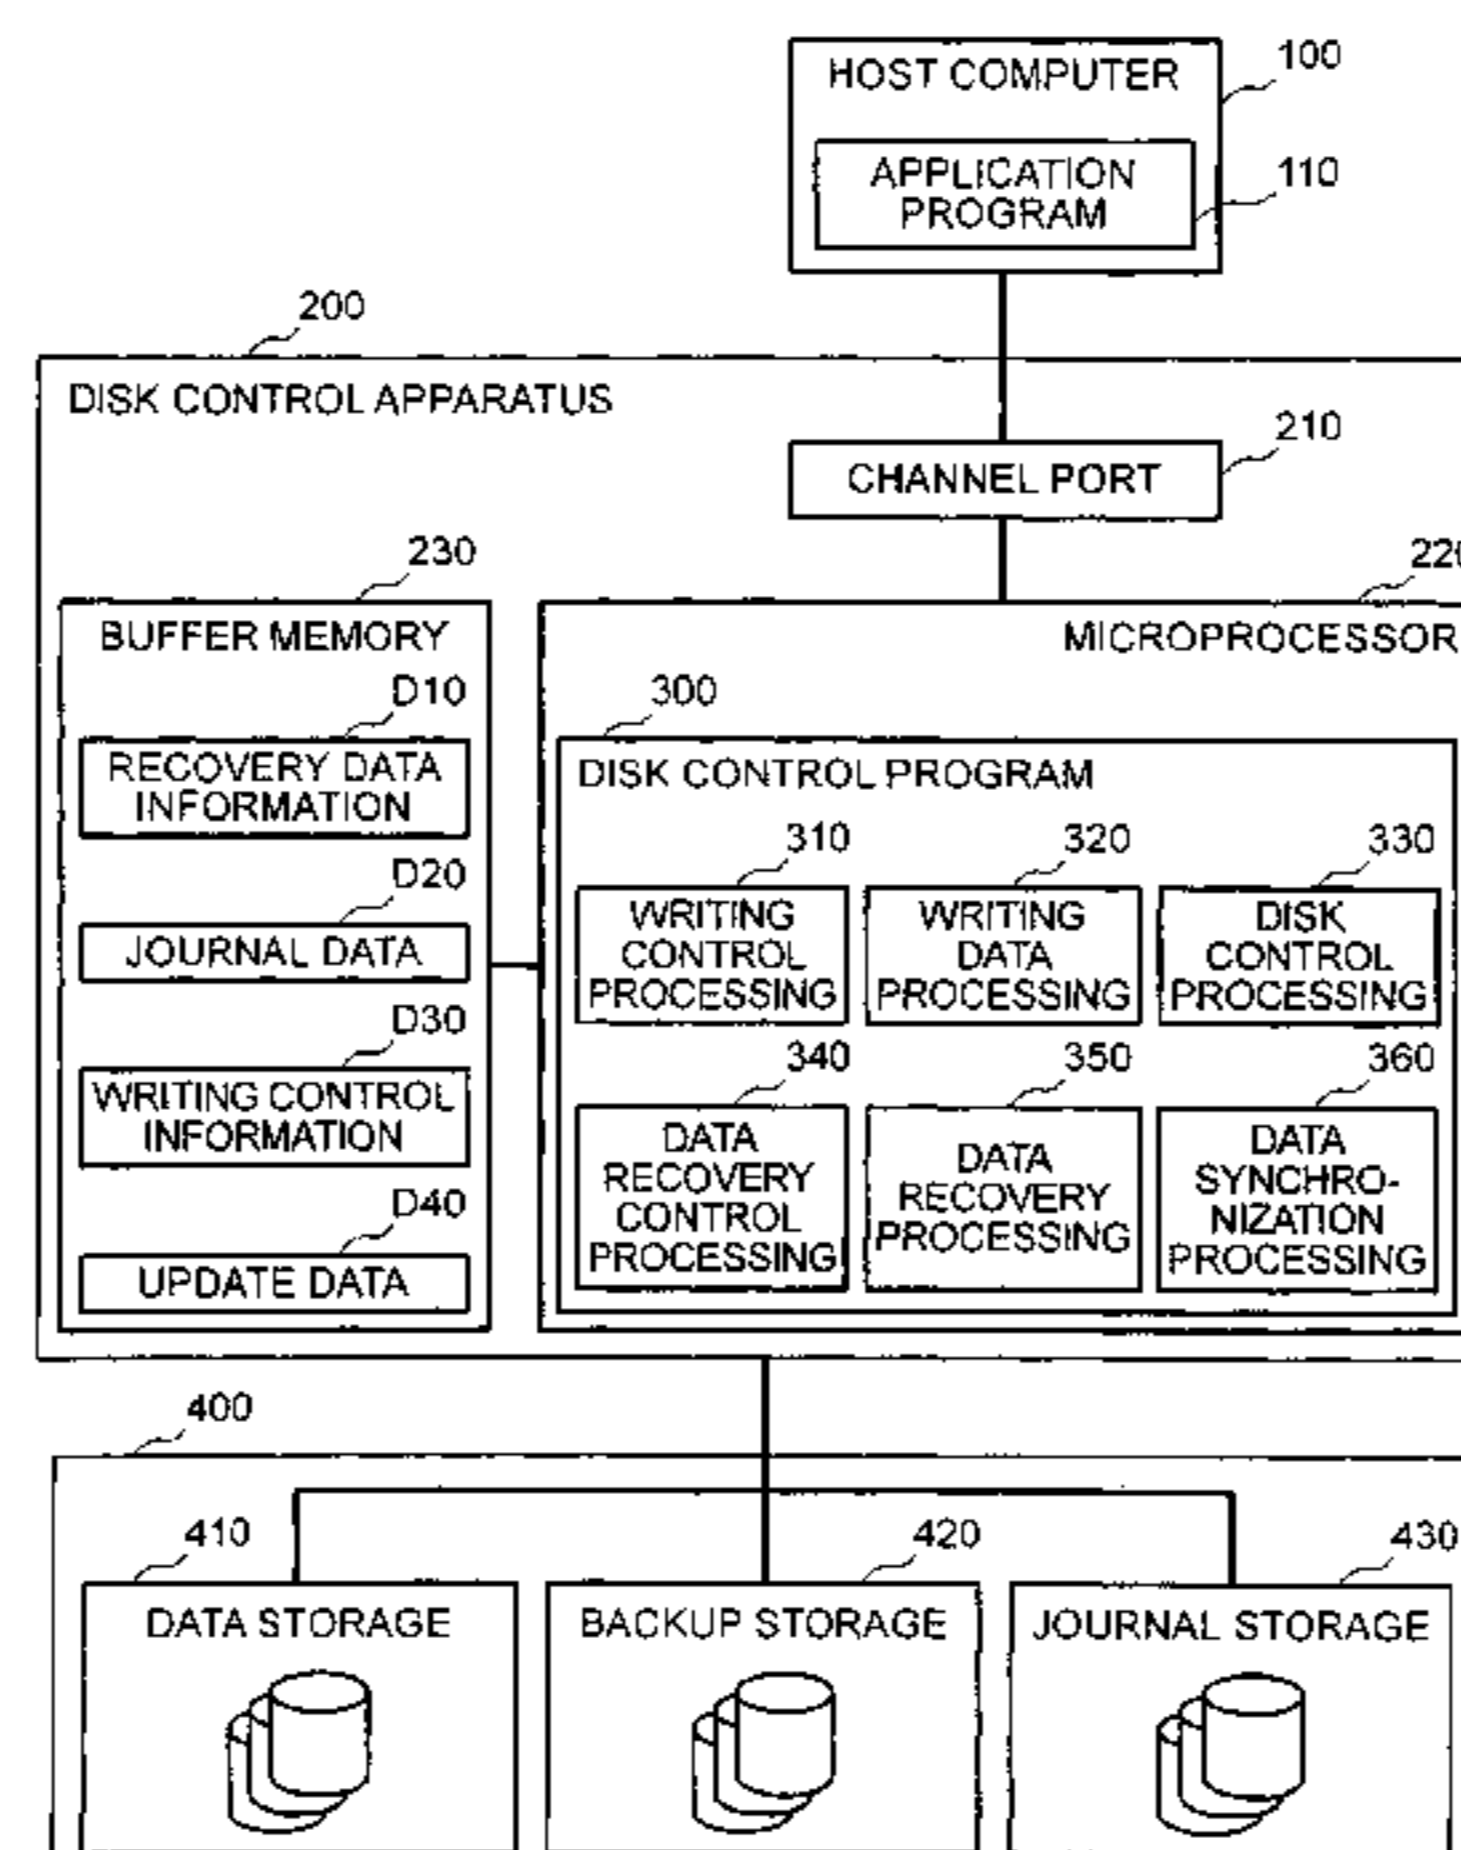 100
HOST COMPUTER
110
APPLICATION
PROGRAM
200
DISK CONTROL APPARATUS
210
CHANNEL PORT
230
BUFFER MEMORY
D10
RECOVERY DATA
INFORMATION
D20
JOURNAL DATA
D30
WRITING CONTROL
INFORMATION
D40
UPDATE DATA
220
MICROPROCESSOR
300
DISK CONTROL PROGRAM
310
WRITING
CONTROL
PROCESSING
320
WRITING
DATA
PROCESSING
330
DISK
CONTROL
PROCESSING
340
DATA
RECOVERY
CONTROL
PROCESSING
350
DATA
RECOVERY
PROCESSING
360
DATA
SYNCHRO-
NIZATION
PROCESSING
400
410
DATA STORAGE
420
BACKUP STORAGE
430
JOURNAL STORAGE